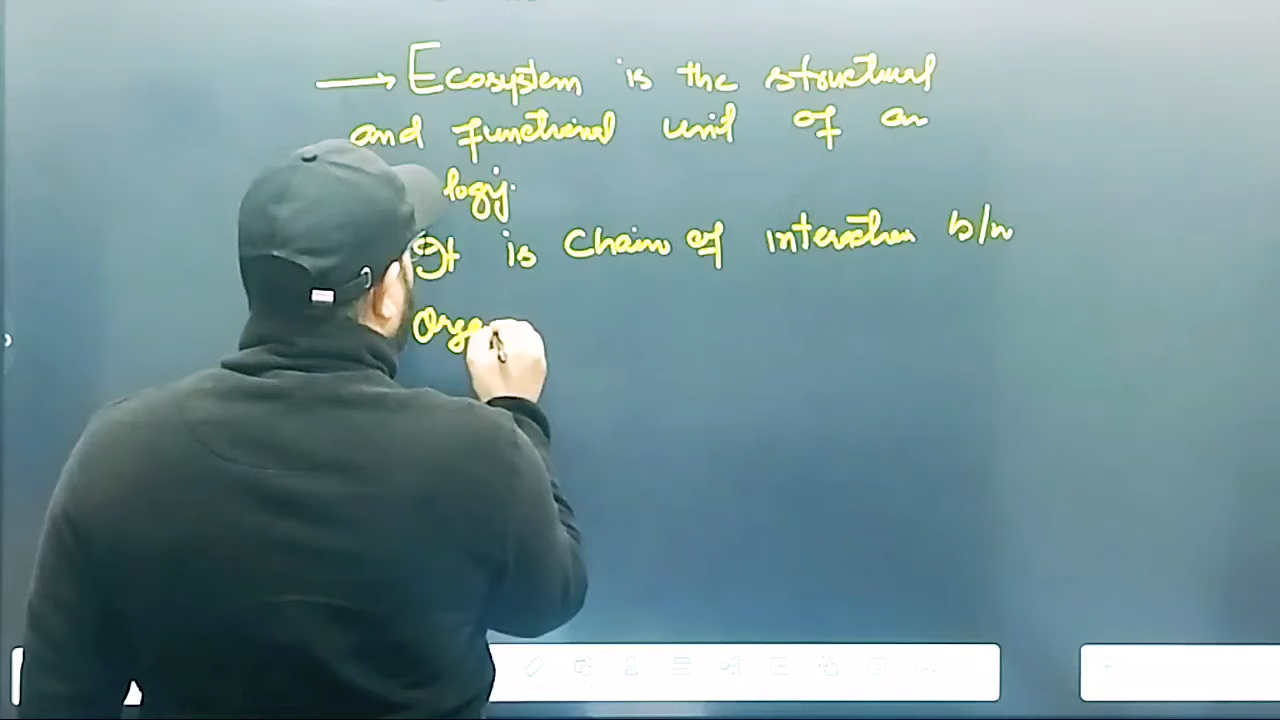 → Ecosystem is the structural
and functional unit of an
logy.
It is Chain of interaction b/w
Orga